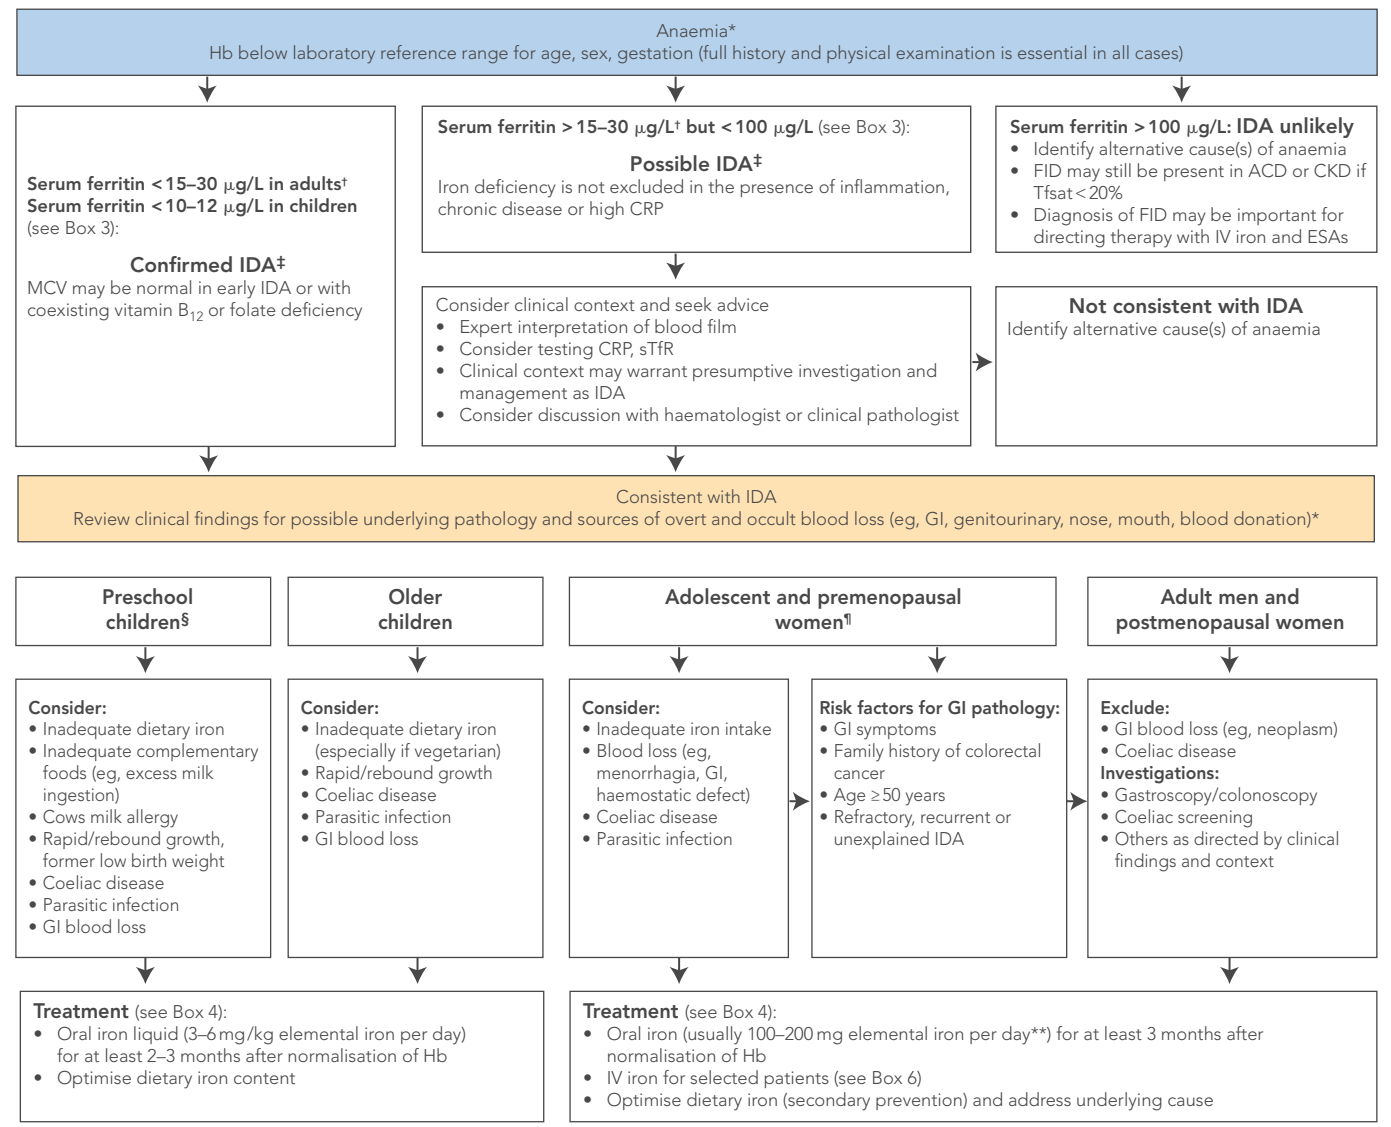 Anaemia*
Hb below laboratory reference range for age, sex, gestation (full history and physical examination is essential in all cases)
Serum ferritin <15–30 µg/L in adults†
Serum ferritin <10–12 µg/L in children
(see Box 3):
Confirmed IDA‡
MCV may be normal in early IDA or with
coexisting vitamin B12 or folate deficiency
Serum ferritin >15–30 µg/L† but <100 µg/L (see Box 3):
Possible IDA‡
Iron deficiency is not excluded in the presence of inflammation,
chronic disease or high CRP
Serum ferritin >100 µg/L: IDA unlikely
• Identify alternative cause(s) of anaemia
• FID may still be present in ACD or CKD if
Tfsat<20%
• Diagnosis of FID may be important for
directing therapy with IV iron and ESAs
Consider clinical context and seek advice
• Expert interpretation of blood film
• Consider testing CRP, sTfR
• Clinical context may warrant presumptive investigation and
management as IDA
• Consider discussion with haematologist or clinical pathologist
Not consistent with IDA
Identify alternative cause(s) of anaemia
Consistent with IDA
Review clinical findings for possible underlying pathology and sources of overt and occult blood loss (eg, GI, genitourinary, nose, mouth, blood donation)*
Preschool
children§
Older
children
Adolescent and premenopausal
women¶
Adult men and
postmenopausal women
Consider:
• Inadequate dietary iron
• Inadequate complementary
foods (eg, excess milk
ingestion)
• Cows milk allergy
• Rapid/rebound growth,
former low birth weight
• Coeliac disease
• Parasitic infection
• GI blood loss
Consider:
• Inadequate dietary iron
(especially if vegetarian)
• Rapid/rebound growth
• Coeliac disease
• Parasitic infection
• GI blood loss
Consider:
• Inadequate iron intake
• Blood loss (eg,
menorrhagia, GI,
haemostatic defect)
• Coeliac disease
• Parasitic infection
Risk factors for GI pathology:
• GI symptoms
• Family history of colorectal
cancer
• Age ≥50 years
• Refractory, recurrent or
unexplained IDA
Exclude:
• GI blood loss (eg, neoplasm)
• Coeliac disease
Investigations:
• Gastroscopy/colonoscopy
• Coeliac screening
• Others as directed by clinical
findings and context
Treatment (see Box 4):
• Oral iron liquid (3–6mg/kg elemental iron per day)
for at least 2–3 months after normalisation of Hb
• Optimise dietary iron content
Treatment (see Box 4):
• Oral iron (usually 100–200mg elemental iron per day**) for at least 3 months after
normalisation of Hb
• IV iron for selected patients (see Box 6)
• Optimise dietary iron (secondary prevention) and address underlying cause